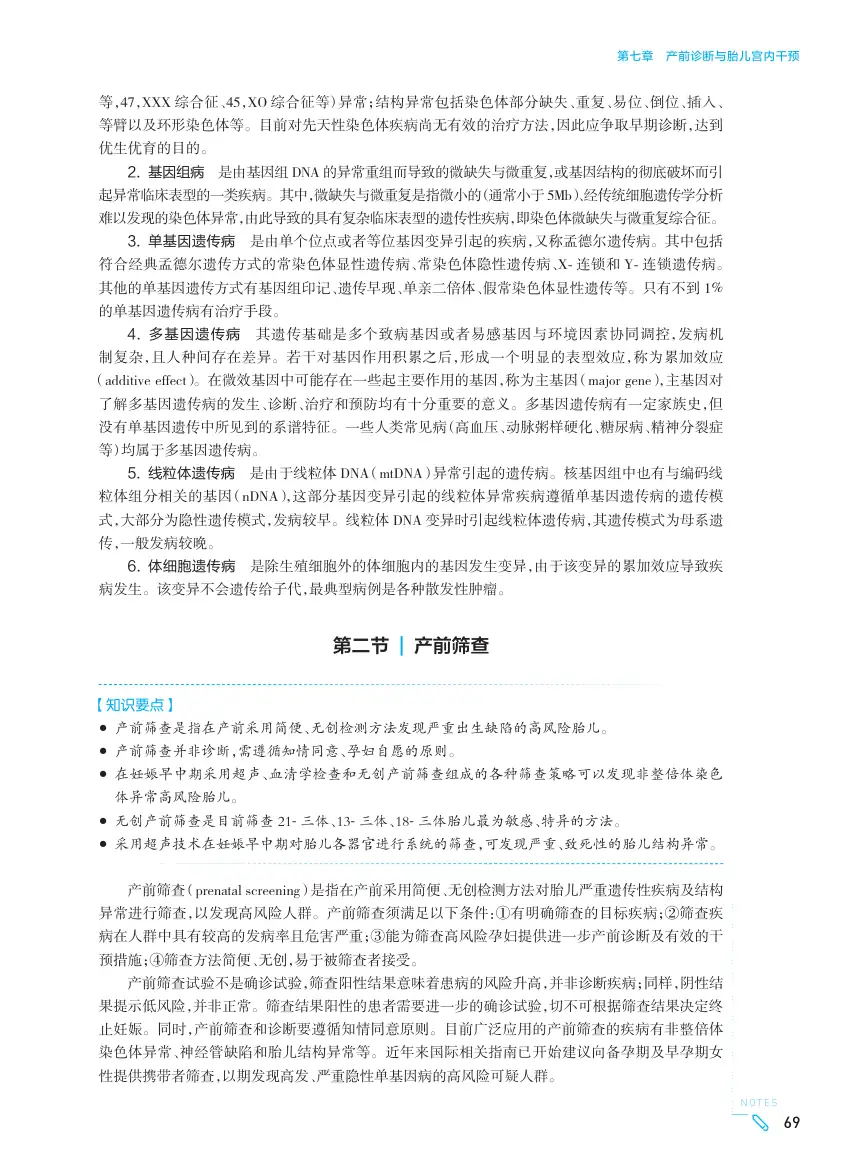 第七章 产前诊断与胎儿宫内干预
等,47,XXX 综合征、45,XO 综合征等)异常;结构异常包括染色体部分缺失、重复、易位、倒位、插入、
等臂以及环形染色体等。目前对先天性染色体疾病尚无有效的治疗方法,因此应争取早期诊断,达到
优生优育的目的。
2. 基因组病 是由基因组 DNA 的异常重组而导致的微缺失与微重复,或基因结构的彻底破坏而引
起异常临床表型的一类疾病。其中,微缺失与微重复是指微小的(通常小于 5Mb)、经传统细胞遗传学分析
难以发现的染色体异常,由此导致的具有复杂临床表型的遗传性疾病,即染色体微缺失与微重复综合征。
3. 单基因遗传病 是由单个位点或者等位基因变异引起的疾病,又称孟德尔遗传病。其中包括
符合经典孟德尔遗传方式的常染色体显性遗传病、常染色体隐性遗传病、X- 连锁和 Y- 连锁遗传病。
其他的单基因遗传方式有基因组印记、遗传早现、单亲二倍体、假常染色体显性遗传等。只有不到 1%
的单基因遗传病有治疗手段。
4. 多基因遗传病 其遗传基础是多个致病基因或者易感基因与环境因素协同调控,发病机
制复杂,且人种间存在差异。若干对基因作用积累之后,形成一个明显的表型效应,称为累加效应
(additive effect)。在微效基因中可能存在一些起主要作用的基因,称为主基因(major gene),主基因对
了解多基因遗传病的发生、诊断、治疗和预防均有十分重要的意义。多基因遗传病有一定家族史,但
没有单基因遗传中所见到的系谱特征。一些人类常见病(高血压、动脉粥样硬化、糖尿病、精神分裂症
等)均属于多基因遗传病。
5. 线粒体遗传病 是由于线粒体 DNA(mtDNA)异常引起的遗传病。核基因组中也有与编码线
粒体组分相关的基因(nDNA),这部分基因变异引起的线粒体异常疾病遵循单基因遗传病的遗传模
式,大部分为隐性遗传模式,发病较早。线粒体 DNA 变异时引起线粒体遗传病,其遗传模式为母系遗
传,一般发病较晚。
6. 体细胞遗传病 是除生殖细胞外的体细胞内的基因发生变异,由于该变异的累加效应导致疾
病发生。该变异不会遗传给子代,最典型病例是各种散发性肿瘤。
第二节 | 产前筛查
【知识要点】
● 产前筛查是指在产前采用简便、无创检测方法发现严重出生缺陷的高风险胎儿。
● 产前筛查并非诊断,需遵循知情同意、孕妇自愿的原则。
● 在妊娠早中期采用超声、血清学检查和无创产前筛查组成的各种筛查策略可以发现非整倍体染色
体异常高风险胎儿。
● 无创产前筛查是目前筛查 21- 三体、13- 三体、18- 三体胎儿最为敏感、特异的方法。
● 采用超声技术在妊娠早中期对胎儿各器官进行系统的筛查,可发现严重、致死性的胎儿结构异常。
产前筛查(prenatal screening)是指在产前采用简便、无创检测方法对胎儿严重遗传性疾病及结构
异常进行筛查,以发现高风险人群。产前筛查须满足以下条件:①有明确筛查的目标疾病;②筛查疾
病在人群中具有较高的发病率且危害严重;③能为筛查高风险孕妇提供进一步产前诊断及有效的干
预措施;④筛查方法简便、无创,易于被筛查者接受。
产前筛查试验不是确诊试验,筛查阳性结果意味着患病的风险升高,并非诊断疾病;同样,阴性结
果提示低风险,并非正常。筛查结果阳性的患者需要进一步的确诊试验,切不可根据筛查结果决定终
止妊娠。同时,产前筛查和诊断要遵循知情同意原则。目前广泛应用的产前筛查的疾病有非整倍体
染色体异常、神经管缺陷和胎儿结构异常等。近年来国际相关指南已开始建议向备孕期及早孕期女
性提供携带者筛查,以期发现高发、严重隐性单基因病的高风险可疑人群。
NOTES
69